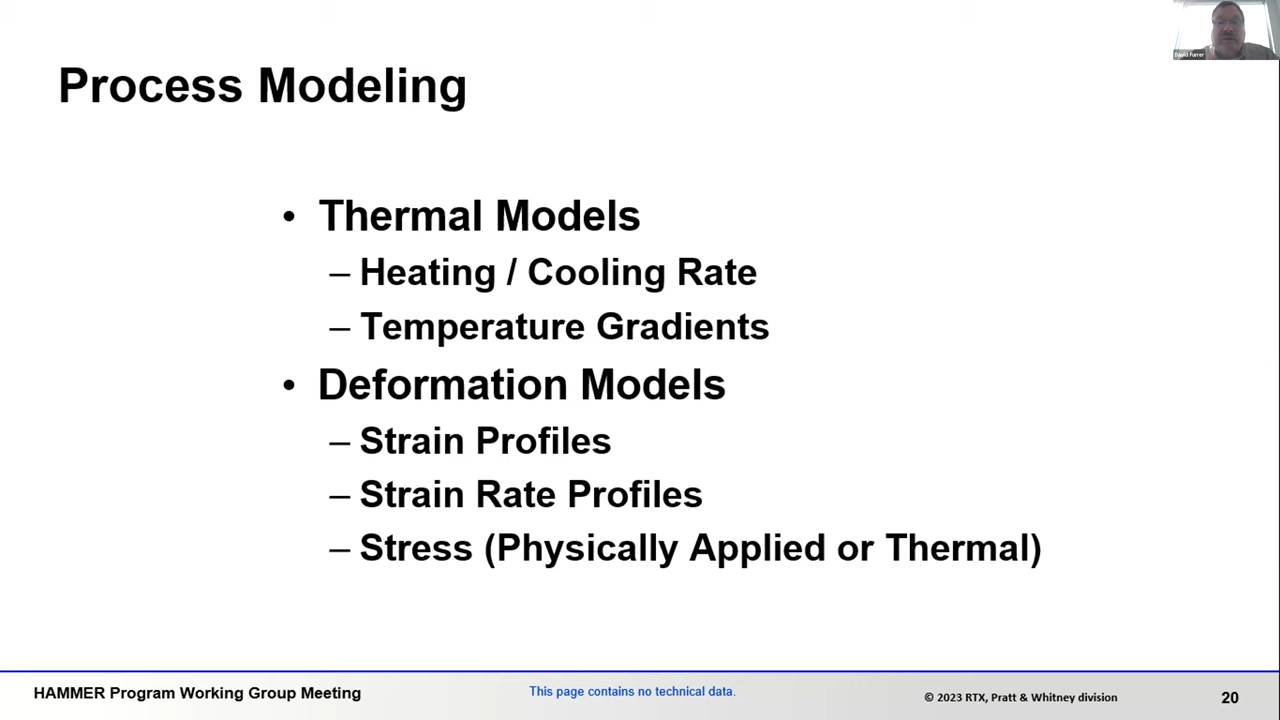 David Furrer
Process Modeling
• Thermal Models
– Heating / Cooling Rate
– Temperature Gradients
• Deformation Models
– Strain Profiles
– Strain Rate Profiles
– Stress (Physically Applied or Thermal)
HAMMER Program Working Group Meeting
This page contains no technical data.
© 2023 RTX, Pratt & Whitney division
20